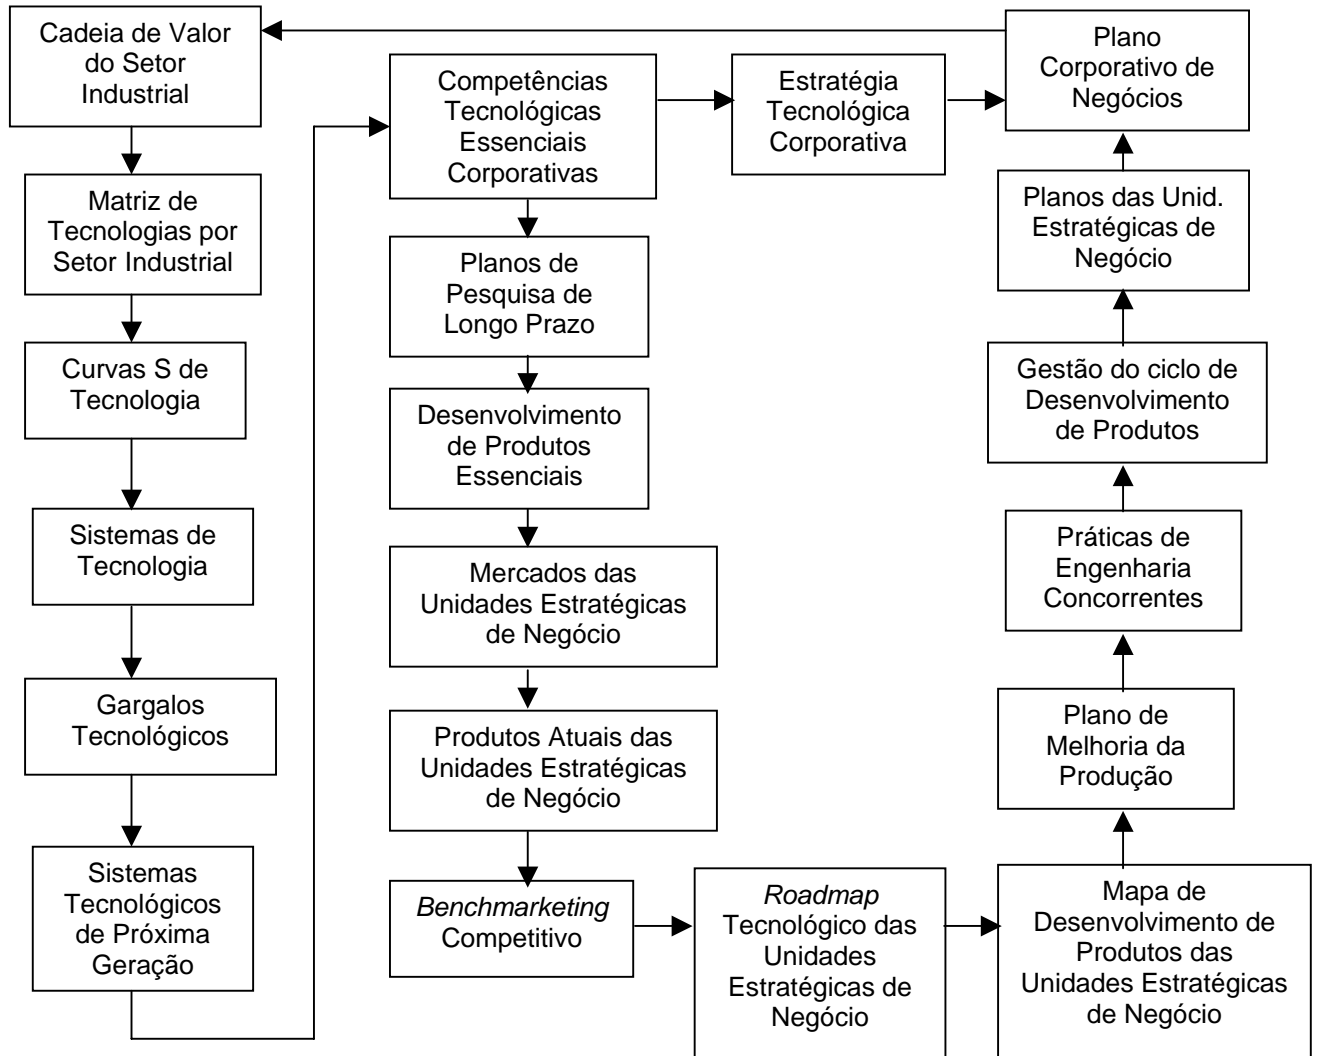 Cadeia de Valor
do Setor
Industrial
Matriz de
Tecnologias por
Setor Industrial
Curvas S de
Tecnologia
Sistemas de
Tecnologia
Gargalos
Tecnológicos
Sistemas
Tecnológicos
de Próxima
Geração
Competências
Tecnológicas
Essenciais
Corporativas
Planos de
Pesquisa de
Longo Prazo
Desenvolvimento
de Produtos
Essenciais
Mercados das
Unidades Estratégicas
de Negócio
Produtos Atuais das
Unidades Estratégicas
de Negócio
Benchmarketing
Competitivo
Estratégia
Tecnológica
Corporativa
Roadmap
Tecnológico das
Unidades
Estratégicas de
Negócio
Plano
Corporativo de
Negócios
Planos das Unid.
Estratégicas de
Negócio
Gestão do ciclo de
Desenvolvimento
de Produtos
Práticas de
Engenharia
Concorrentes
Plano de
Melhoria da
Produção
Mapa de
Desenvolvimento de
Produtos das
Unidades Estratégicas
de Negócio